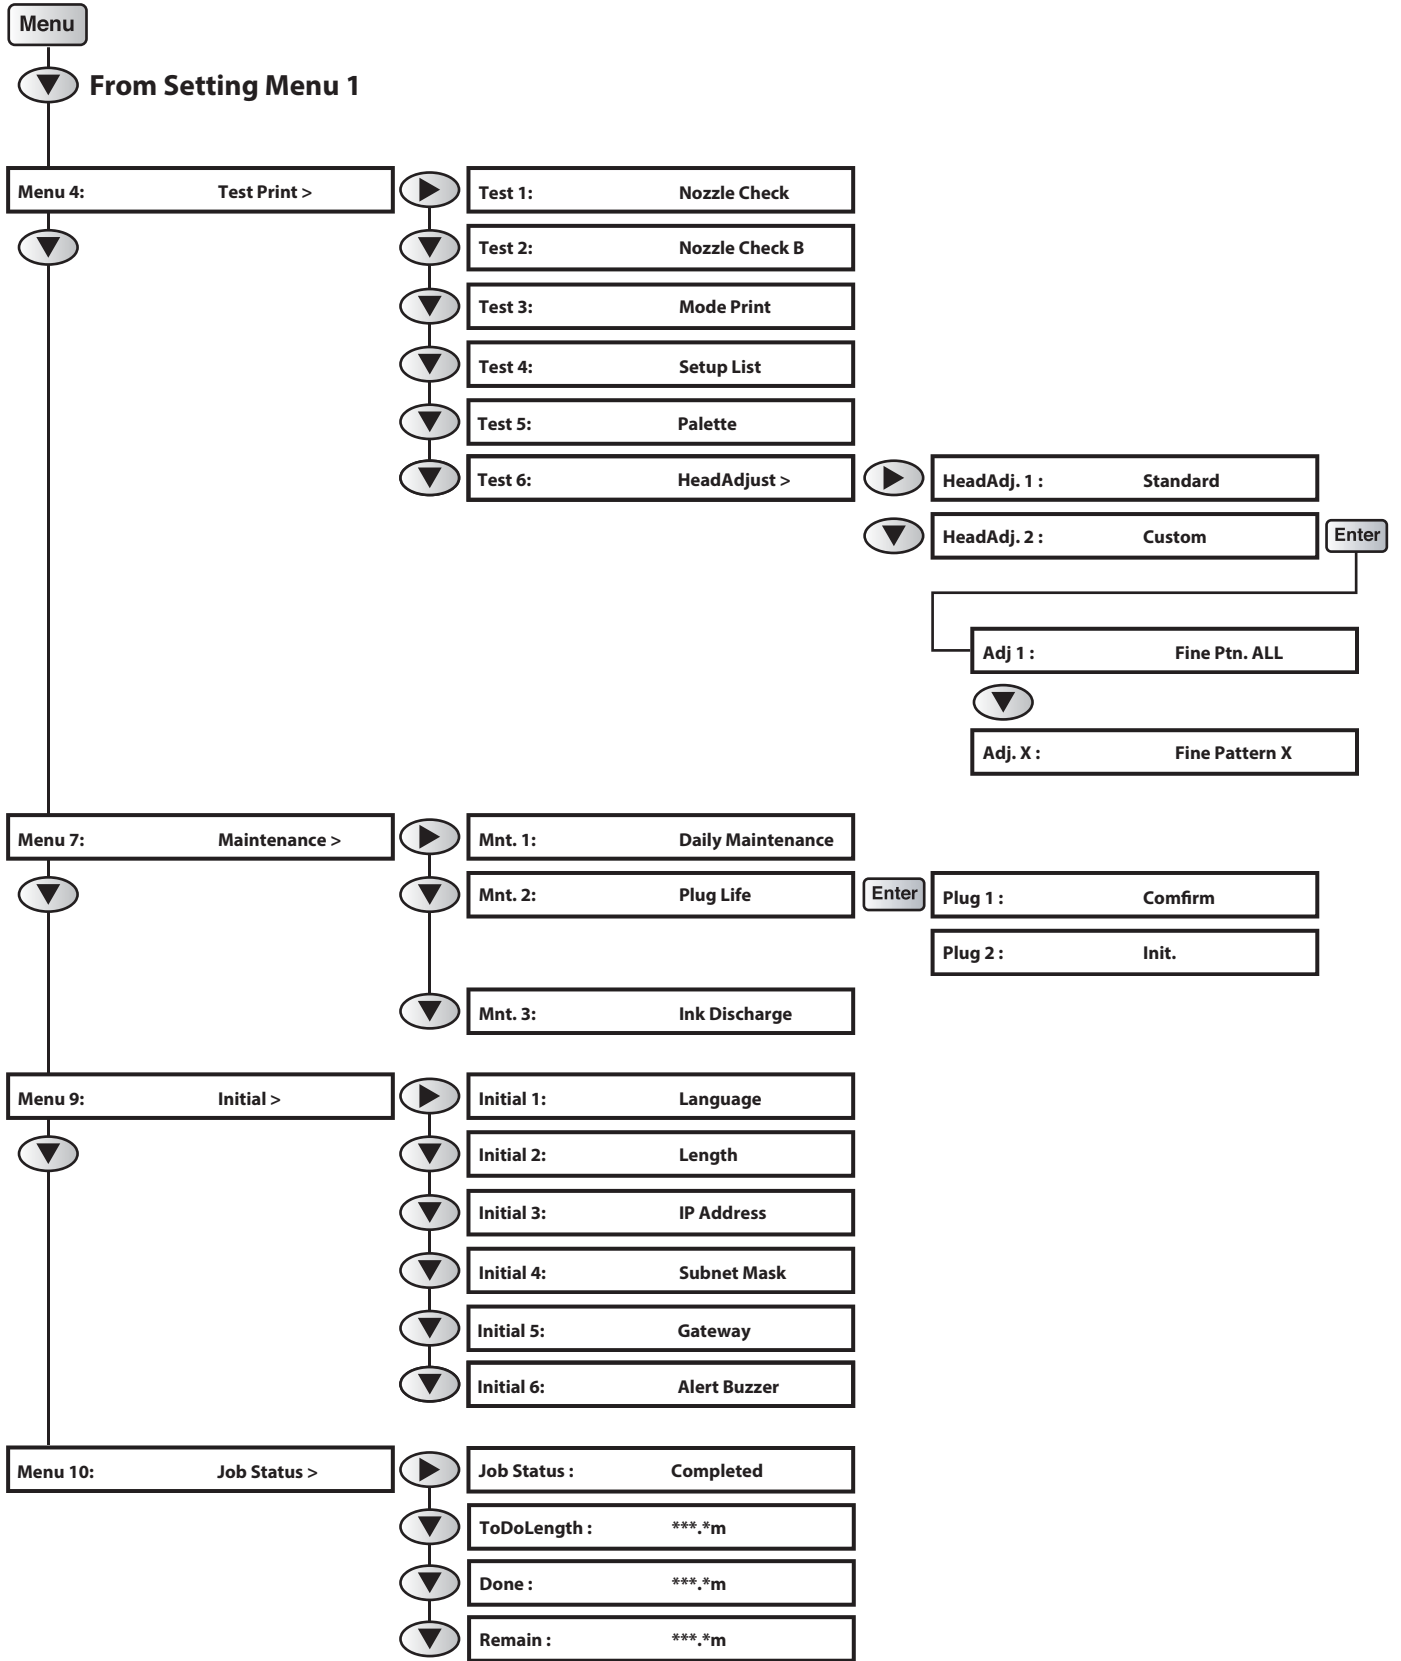 Menu
From Setting Menu 1
Menu 4: Test Print >
Test 1: Nozzle Check
Test 2: Nozzle Check B
Test 3: Mode Print
Test 4: Setup List
Test 5: Palette
Test 6: HeadAdjust >
HeadAdj. 1 : Standard
HeadAdj. 2 : Custom
Enter
Adj 1 : Fine Ptn. ALL
Adj. X : Fine Pattern X
Menu 7: Maintenance >
Mnt. 1: Daily Maintenance
Mnt. 2: Plug Life
Enter
Plug 1 : Comfirm
Plug 2 : Init.
Mnt. 3: Ink Discharge
Menu 9: Initial >
Initial 1: Language
Initial 2: Length
Initial 3: IP Address
Initial 4: Subnet Mask
Initial 5: Gateway
Initial 6: Alert Buzzer
Menu 10: Job Status >
Job Status : Completed
ToDoLength : ***.*m
Done : ***.*m
Remain : ***.*m